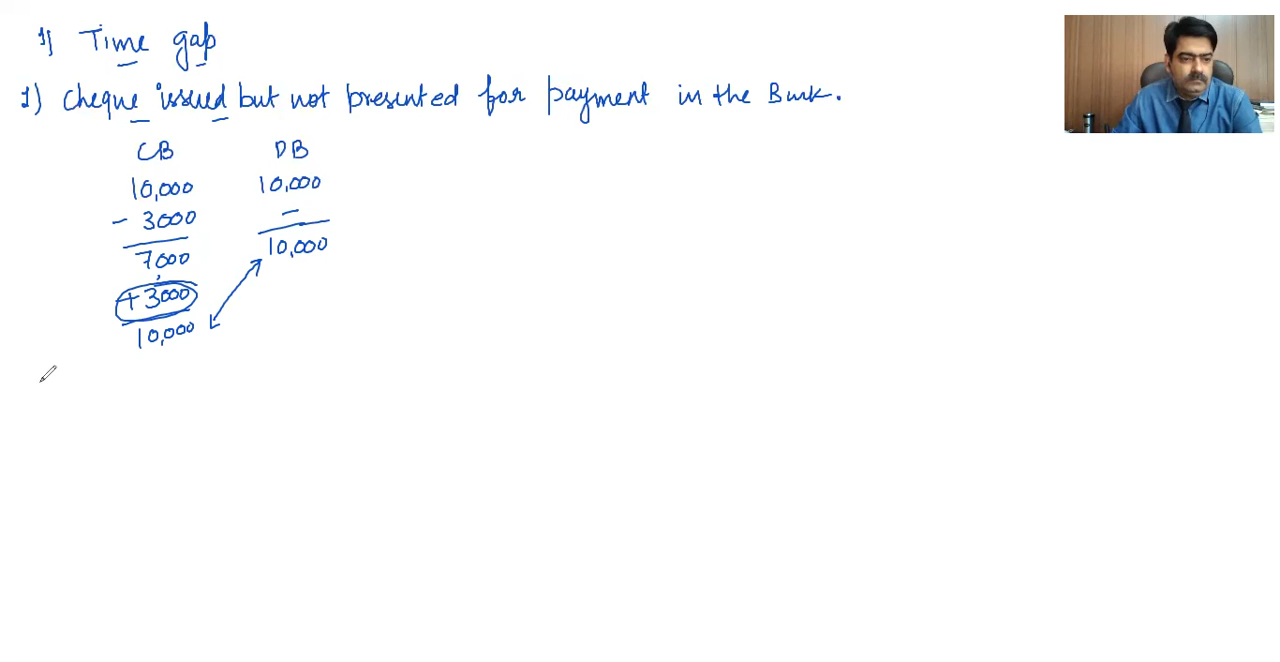 1) Time gap
1) Cheque issued but not presented for payment in the Bank.
CB PB
10,000 10,000
- 3000 -
7000 10,000
+ 3000
10,000